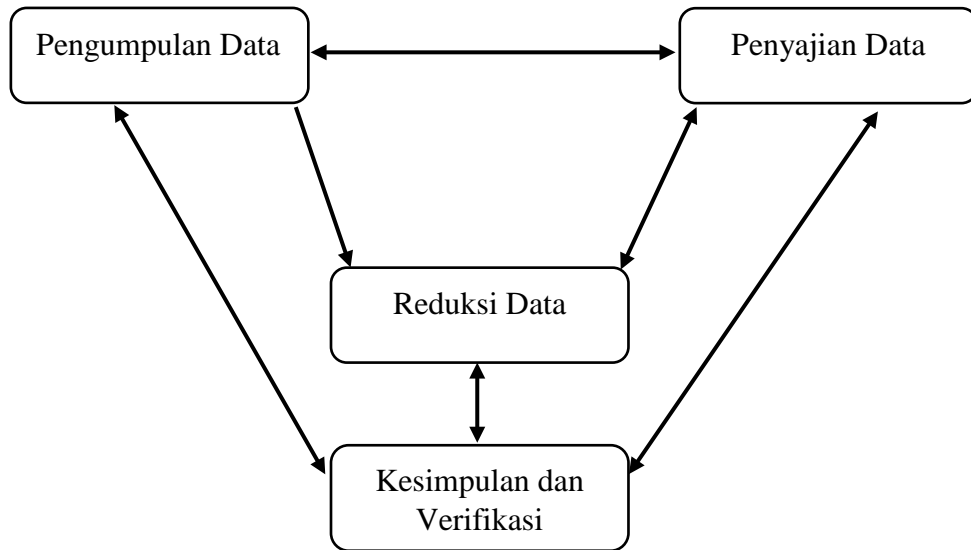 Pengumpulan Data
Penyajian Data
Reduksi Data
Kesimpulan dan
Verifikasi